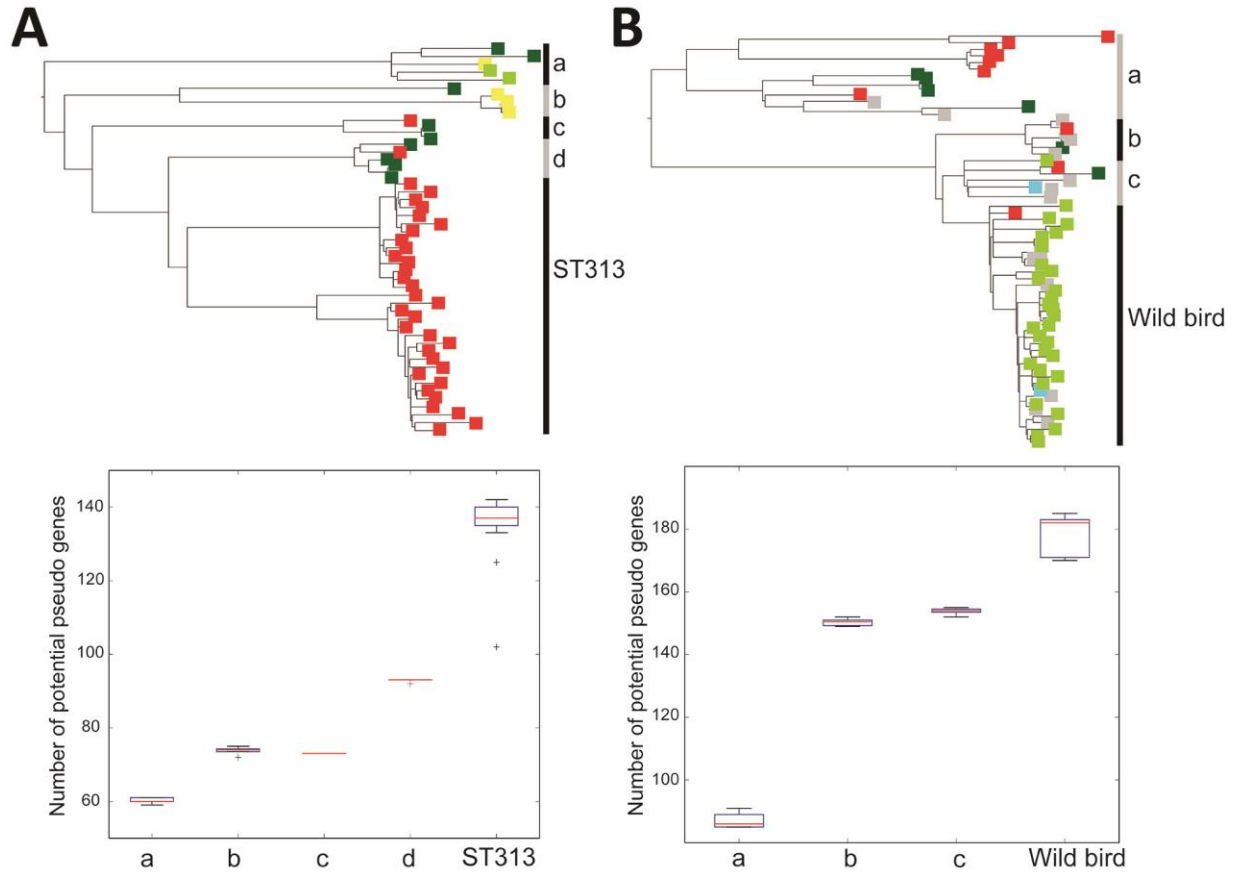 A
a
b
c
d
ST313
B
a
b
c
Wild bird
Number of potential pseudo genes
140
120
100
80
60
a
b
c
d
ST313
Number of potential pseudo genes
180
160
140
120
100
a
b
c
Wild bird